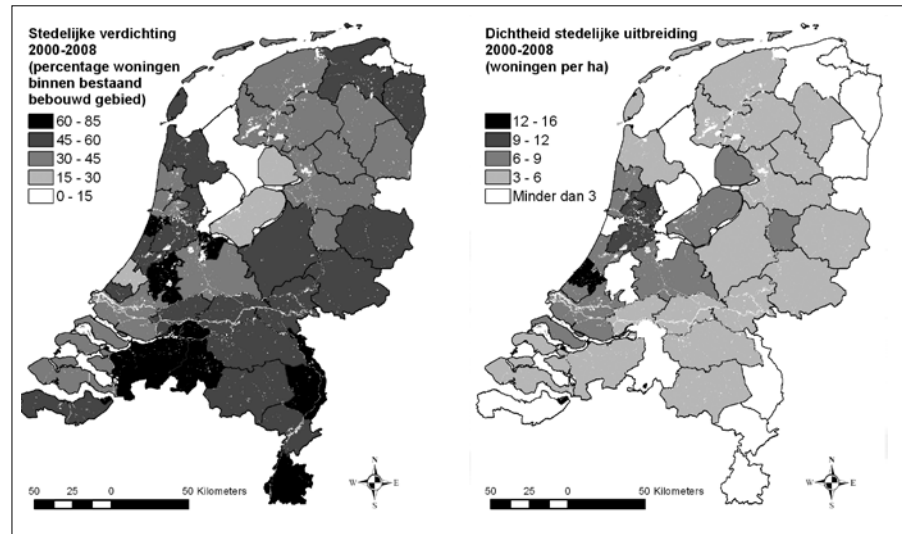 Stedelijke verdichting
2000-2008
(percentage woningen
binnen bestaand
bebouwd gebied)
60 - 85
45 - 60
30 - 45
15 - 30
0 - 15
50 25 0 50 Kilometers
N
W E
S
Dichtheid stedelijke uitbreiding
2000-2008
(woningen per ha)
12 - 16
9 - 12
6 - 9
3 - 6
Minder dan 3
50 25 0 50 Kilometers
N
W E
S